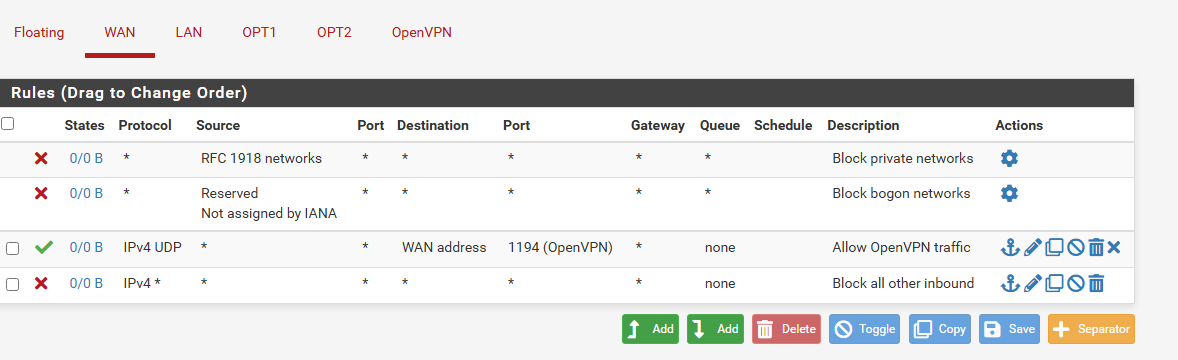 Floating WAN LAN OPT1 OPT2 OpenVPN
Rules (Drag to Change Order)
States Protocol Source Port Destination Port Gateway Queue Schedule Description Actions
0/0 B * RFC 1918 networks * * * * * Block private networks
0/0 B * Reserved * * * * * Block bogon networks
Not assigned by IANA
0/0 B IPv4 UDP * * WAN address 1194 (OpenVPN) * none Allow OpenVPN traffic
0/0 B IPv4 * * * * * * none Block all other inbound
Add Add Delete Toggle Copy Save Separator